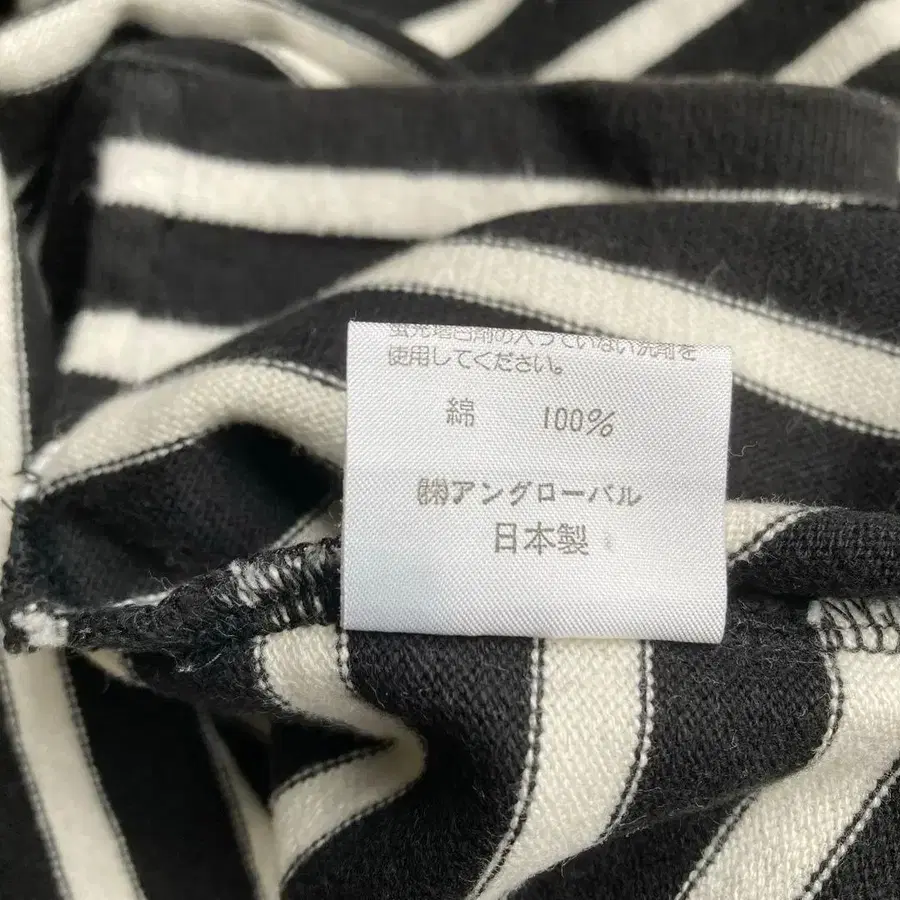 蛍光増白剤の入っていない洗剤を
使用してください。
綿 100%
㈱アングローバル
日本製